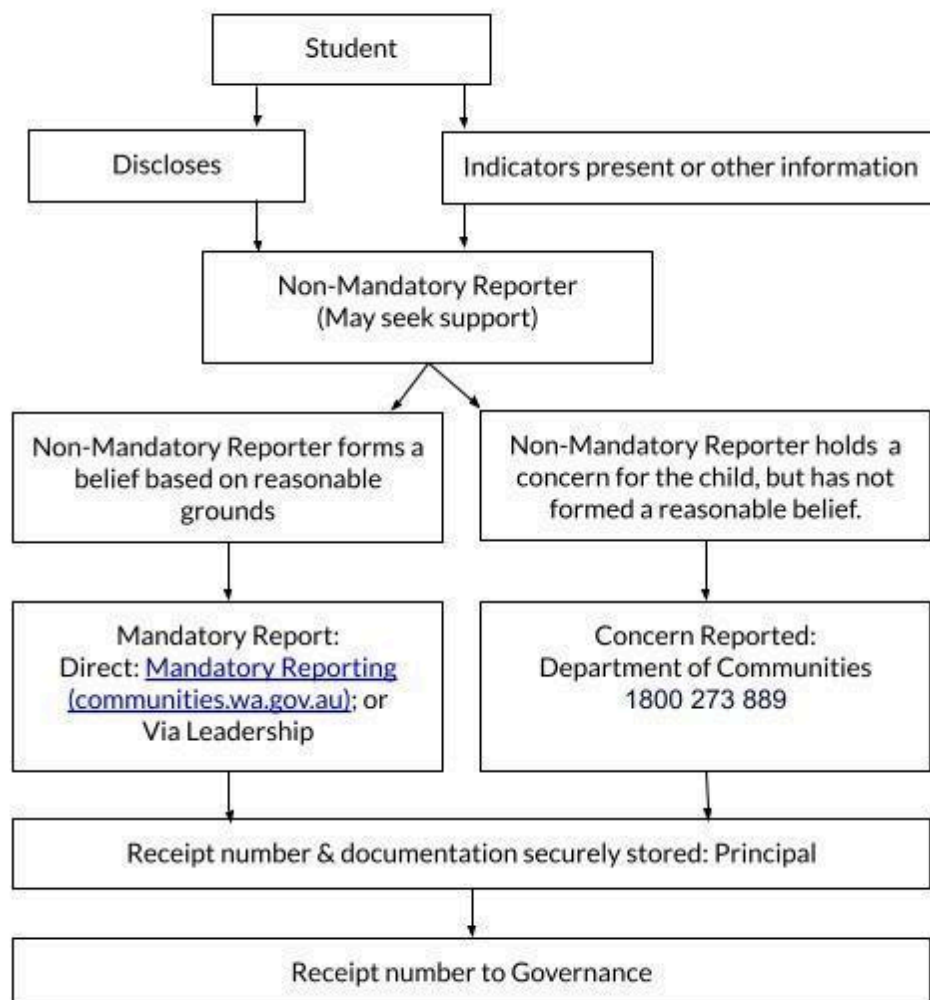 Student
Discloses
Indicators present or other information
Non-Mandatory Reporter
(May seek support)
Non-Mandatory Reporter forms a
belief based on reasonable
grounds
Non-Mandatory Reporter holds a
concern for the child, but has not
formed a reasonable belief.
Mandatory Report:
Direct: Mandatory Reporting
(communities.wa.gov.au); or
Via Leadership
Concern Reported:
Department of Communities
1800 273 889
Receipt number & documentation securely stored: Principal
Receipt number to Governance